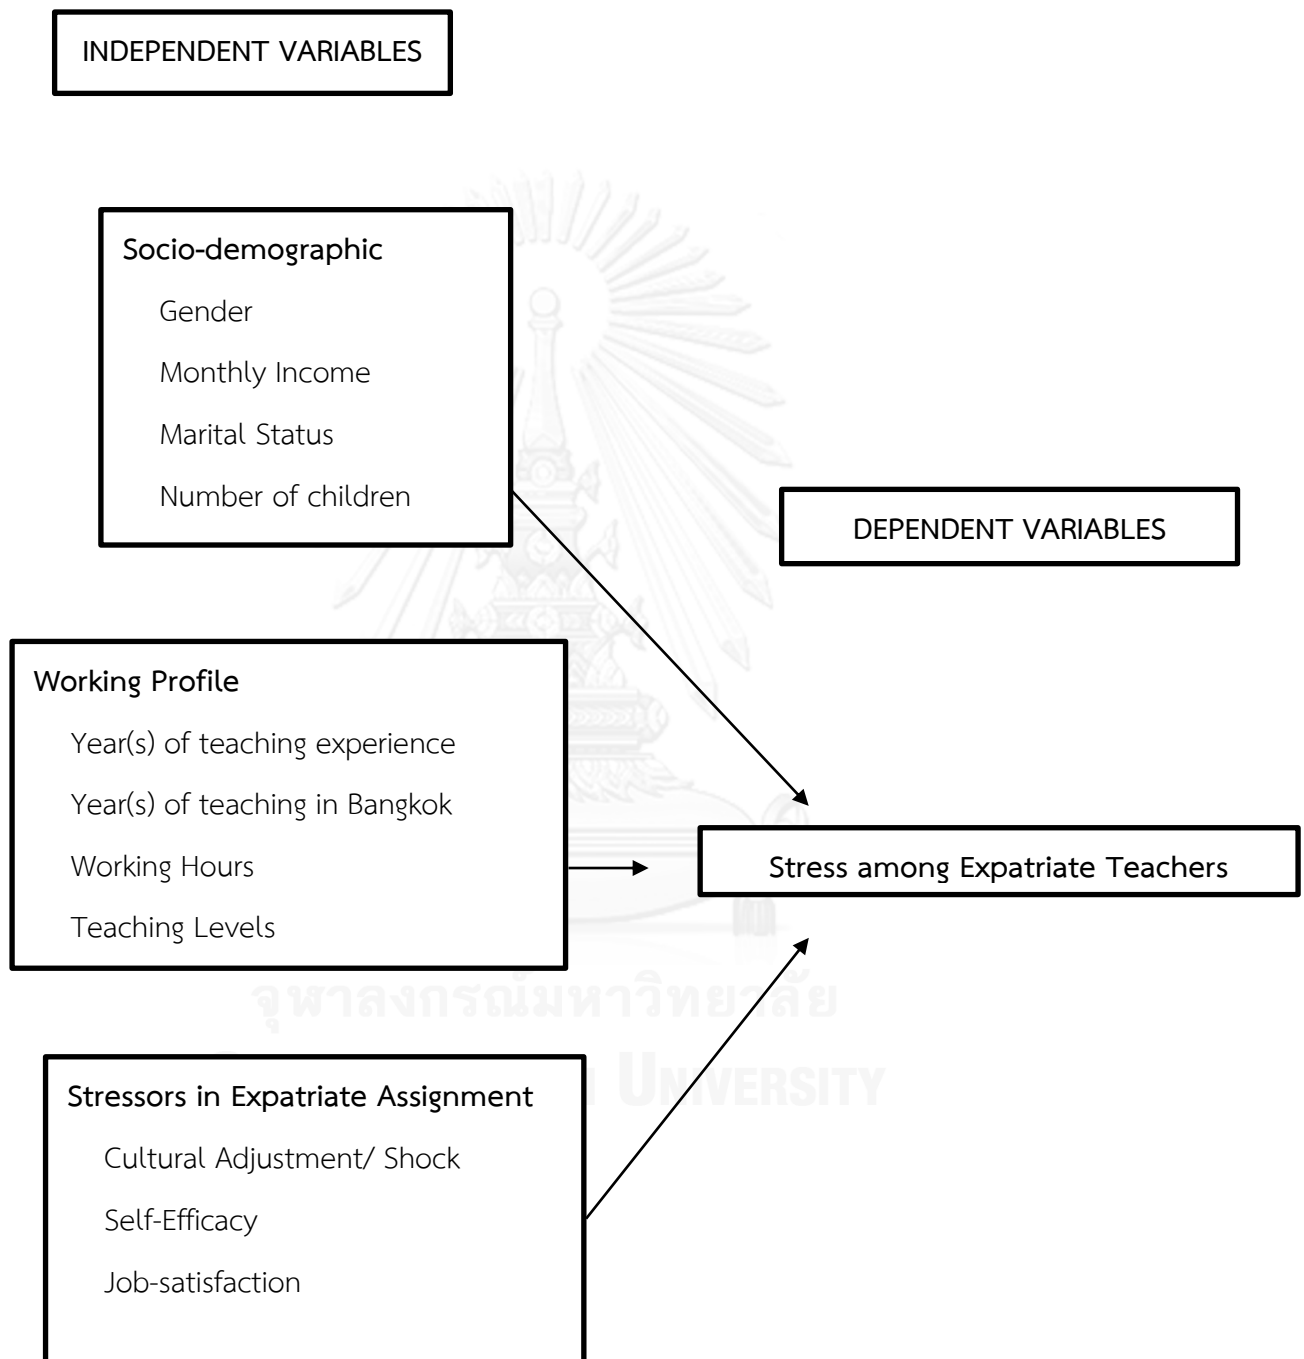 INDEPENDENT VARIABLES
Socio-demographic
Gender
Monthly Income
Marital Status
Number of children
DEPENDENT VARIABLES
Working Profile
Year(s) of teaching experience
Year(s) of teaching in Bangkok
Working Hours
Teaching Levels
Stress among Expatriate Teachers
จุฬาลงกรณ์มหาวิทยาลัย
UNIVERSITY
Stressors in Expatriate Assignment
Cultural Adjustment/ Shock
Self-Efficacy
Job-satisfaction